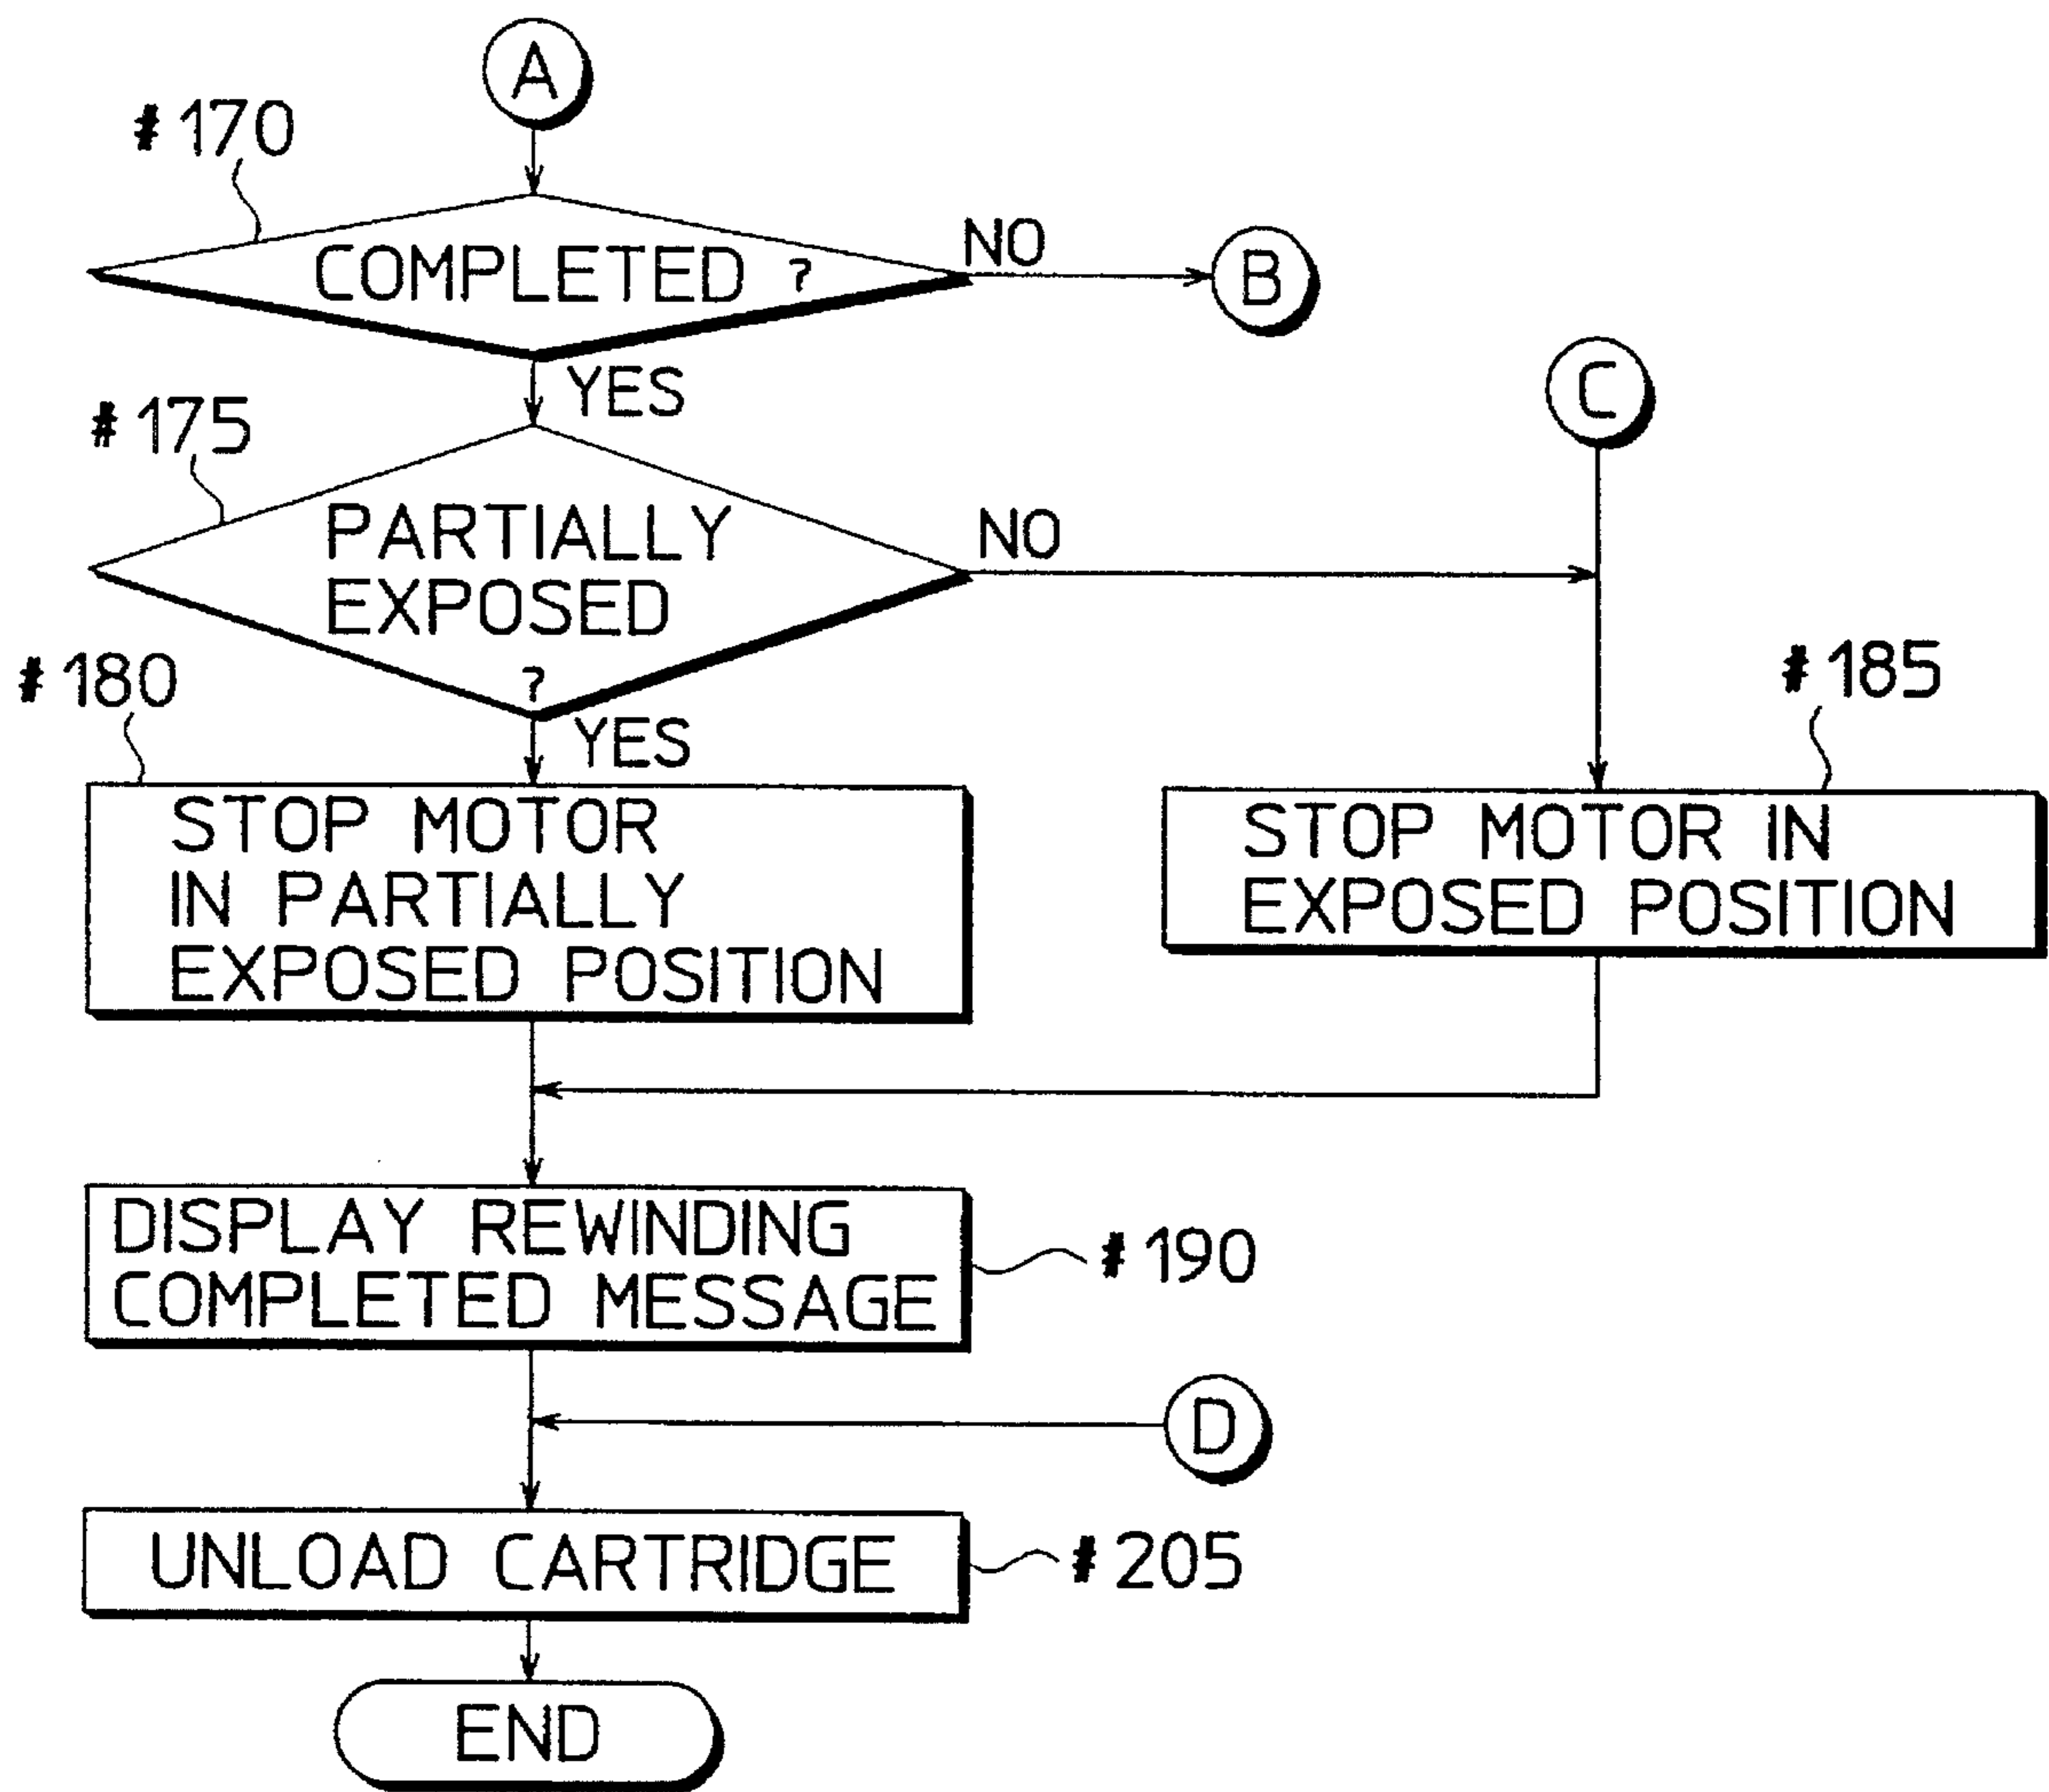 A
#170
COMPLETED ?
NO
B
YES
C
#175
PARTIALLY
EXPOSED
?
NO
YES
#180
STOP MOTOR
IN PARTIALLY
EXPOSED POSITION
#185
STOP MOTOR IN
EXPOSED POSITION
DISPLAY REWINDING
COMPLETED MESSAGE
#190
D
UNLOAD CARTRIDGE
#205
END